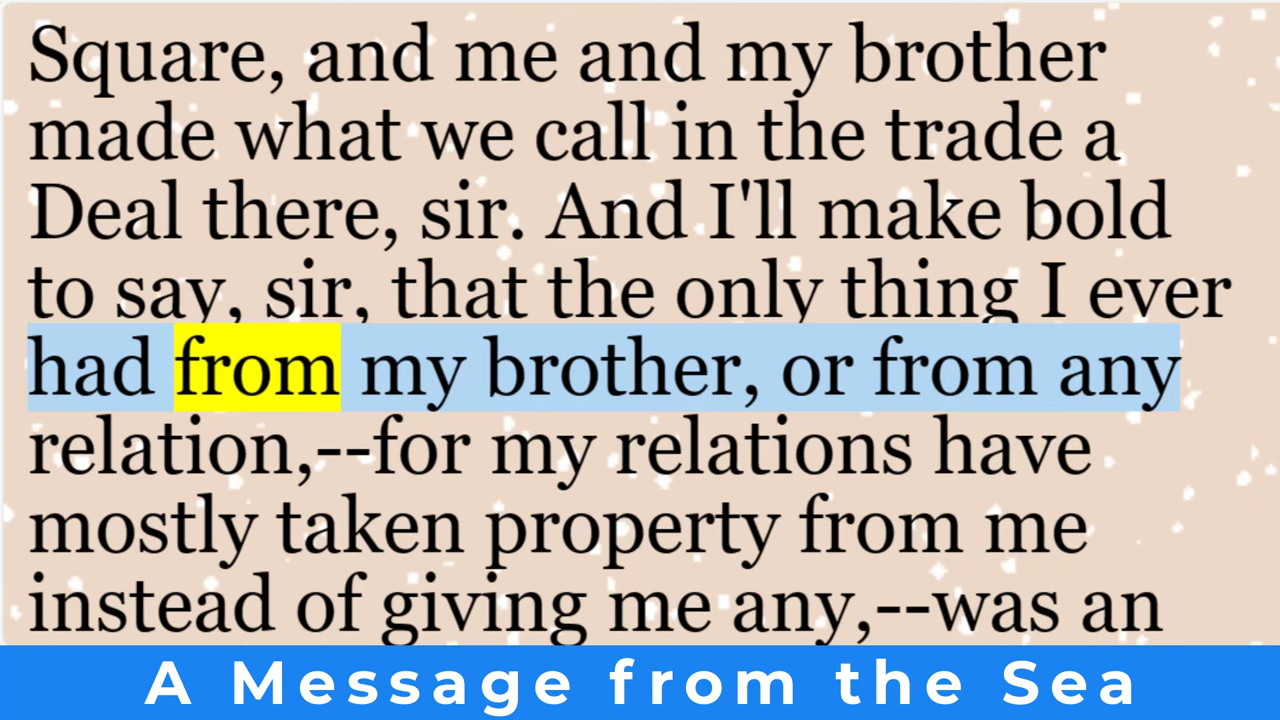 Square, and me and my brother
made what we call in the trade a
Deal there, sir. And I'll make bold
to say, sir, that the only thing I ever
had from my brother, or from any
relation,--for my relations have
mostly taken property from me
instead of giving me any,--was an
A Message from the Sea